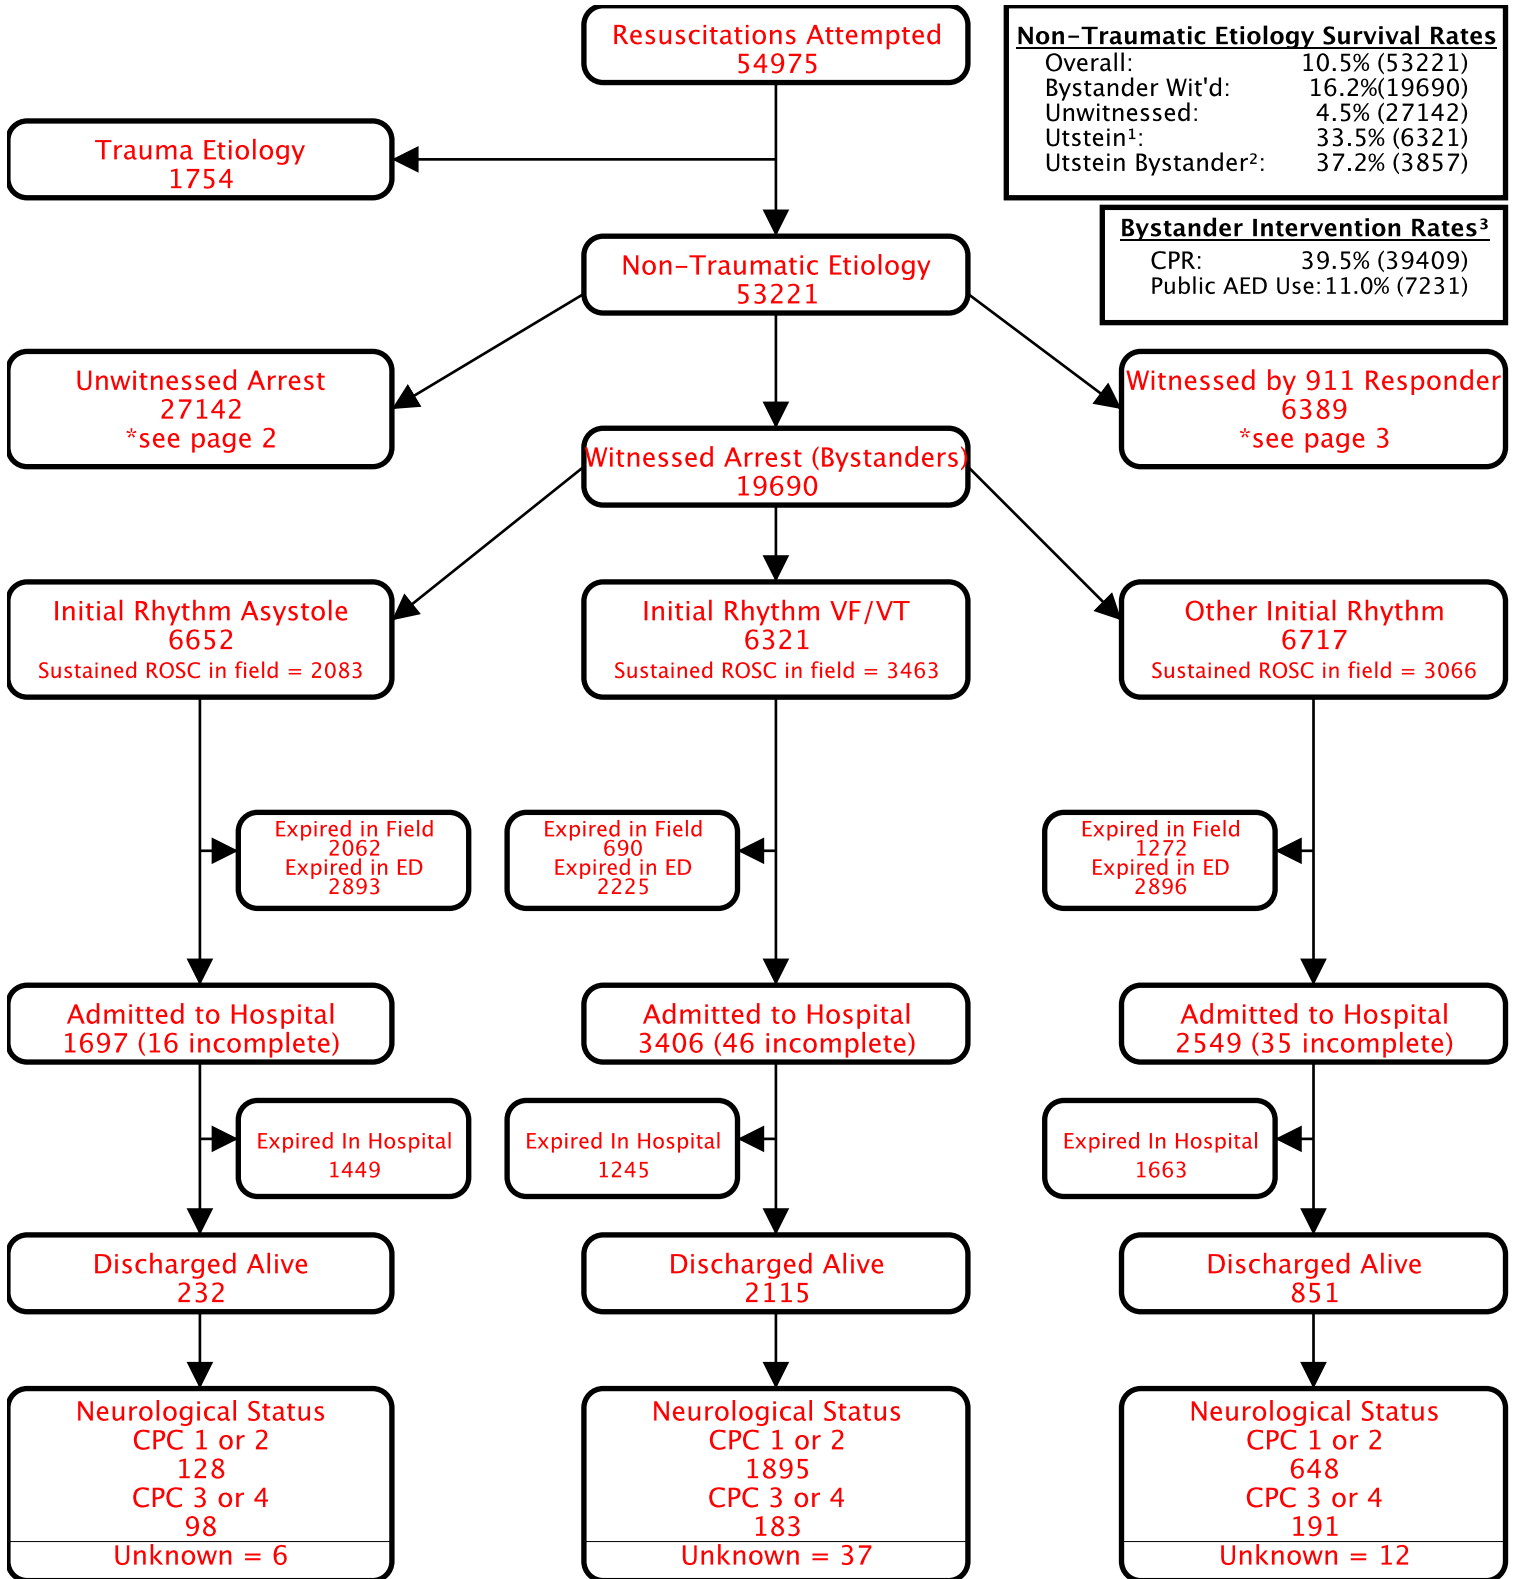 Resuscitations Attempted
54975
Non-Traumatic Etiology Survival Rates
Overall: 10.5% (53221)
Bystander Wit'd: 16.2%(19690)
Unwitnessed: 4.5% (27142)
Utstein¹: 33.5% (6321)
Utstein Bystander²: 37.2% (3857)
Trauma Etiology
1754
Bystander Intervention Rates³
CPR: 39.5% (39409)
Public AED Use: 11.0% (7231)
Non-Traumatic Etiology
53221
Unwitnessed Arrest
27142
*see page 2
Witnessed Arrest (Bystanders)
19690
Witnessed by 911 Responder
6389
*see page 3
Initial Rhythm Asystole
6652
Sustained ROSC in field = 2083
Initial Rhythm VF/VT
6321
Sustained ROSC in field = 3463
Other Initial Rhythm
6717
Sustained ROSC in field = 3066
Expired in Field
2062
Expired in ED
2893
Expired in Field
690
Expired in ED
2225
Expired in Field
1272
Expired in ED
2896
Admitted to Hospital
1697 (16 incomplete)
Admitted to Hospital
3406 (46 incomplete)
Admitted to Hospital
2549 (35 incomplete)
Expired In Hospital
1449
Expired In Hospital
1245
Expired In Hospital
1663
Discharged Alive
232
Discharged Alive
2115
Discharged Alive
851
Neurological Status
CPC 1 or 2
128
CPC 3 or 4
98
Unknown = 6
Neurological Status
CPC 1 or 2
1895
CPC 3 or 4
183
Unknown = 37
Neurological Status
CPC 1 or 2
648
CPC 3 or 4
191
Unknown = 12